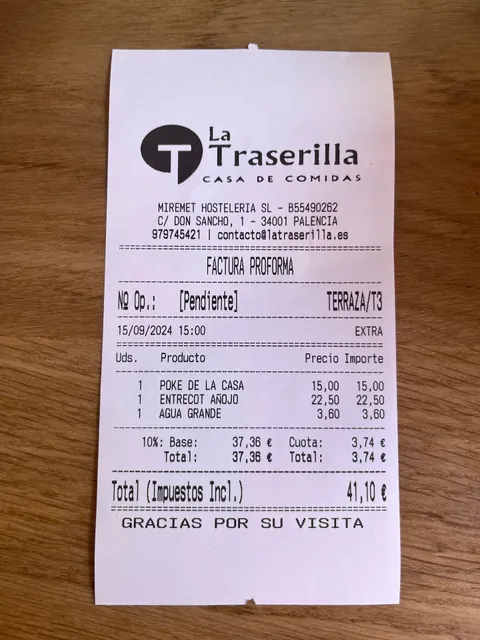 T
La
Traserilla
CASA DE COMIDAS
MIREMET HOSTELERIA SL - B55490262
C/ DON SANCHO, 1 - 34001 PALENCIA
979745421 | contacto@latraserilla.es
FACTURA PROFORMA
Nº Op.: [Pendiente] TERRAZA/T3
15/09/2024 15:00 EXTRA
Uds. Producto Precio Importe
1 POKE DE LA CASA 15,00 15,00
1 ENTRECOT AÑOJO 22,50 22,50
1 AGUA GRANDE 3,60 3,60
10%: Base: 37,36 € Cuota: 3,74 €
Total: 37,36 € Total: 3,74 €
Total (Impuestos Incl.) 41,10 €
GRACIAS POR SU VISITA